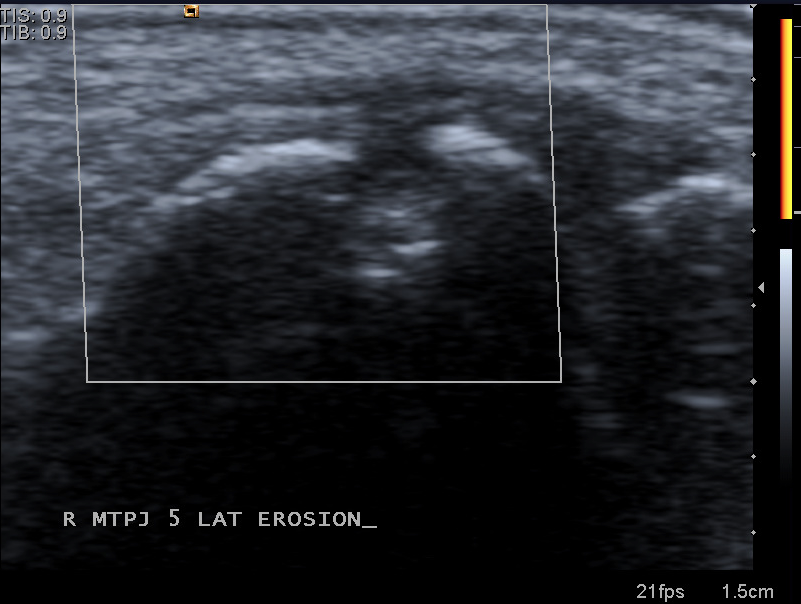 TIS: 0.9
TIB: 0.9
R MTPJ 5 LAT EROSION_
21fps 1.5cm